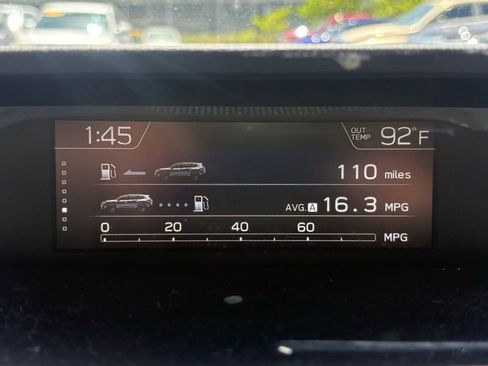 1:45
OUT TEMP 92°F
110 miles
AVG. A 16.3 MPG
0 20 40 60 MPG